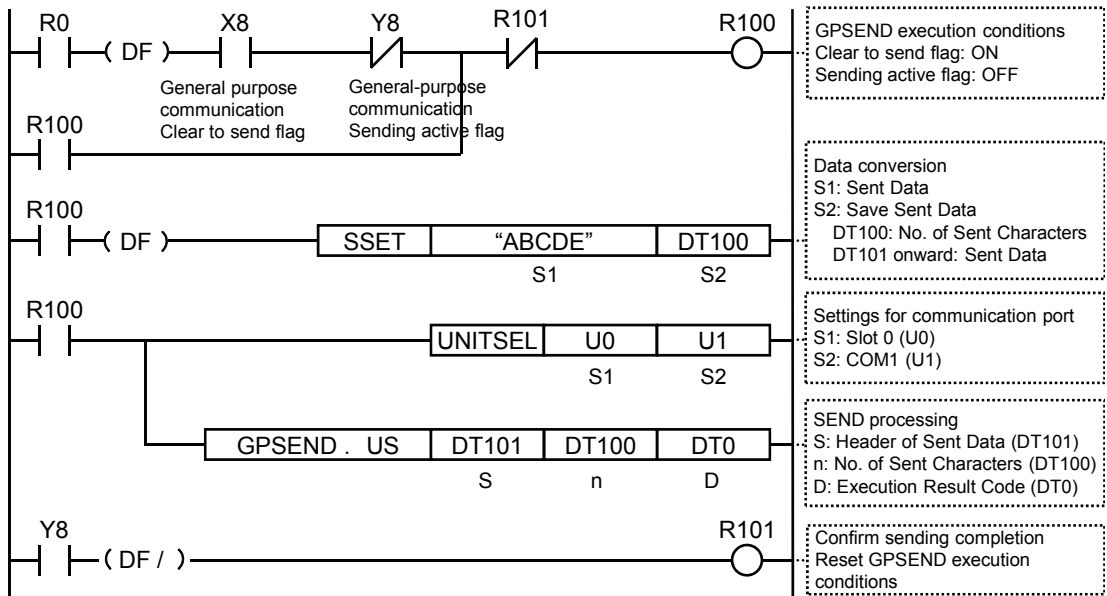 R0 X8 Y8 R101 R100
( DF )
General purpose
communication
Clear to send flag
General-purpose
communication
Sending active flag
GPSEND execution conditions
Clear to send flag: ON
Sending active flag: OFF
R100
R100
( DF ) SSET “ABCDE” DT100
S1 S2
Data conversion
S1: Sent Data
S2: Save Sent Data
DT100: No. of Sent Characters
DT101 onward: Sent Data
R100
UNITSEL U0 U1
S1 S2
Settings for communication port
S1: Slot 0 (U0)
S2: COM1 (U1)
GPSEND . US DT101 DT100 DT0
S n D
SEND processing
S: Header of Sent Data (DT101)
n: No. of Sent Characters (DT100)
D: Execution Result Code (DT0)
Y8 R101
( DF / )
Confirm sending completion
Reset GPSEND execution
conditions